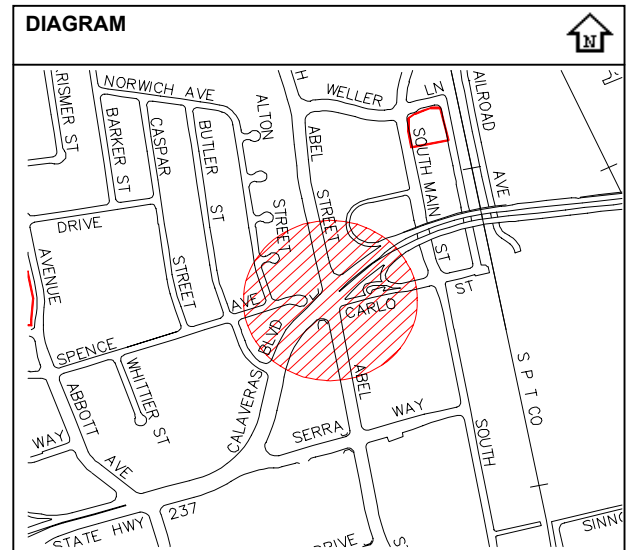 DIAGRAM
N
RISMER ST
NORWICH AVE
BARKER ST
CASPAR
STREET
BUTLER ST
ALTON
STREET
H
ABEL
STREET
WELLER
LN
SOUTH MAIN
ST
AILROAD
AVE
DRIVE
AVENUE
AVE
SPENCE
BLVD
CARLO
ST
WHITTIER ST
ABBOTT
AVE
CALAVERAS
ABEL
SERRA
WAY
SOUTH
S P T CO
WAY
STATE HWY
237
DRIVE
S
SINNO